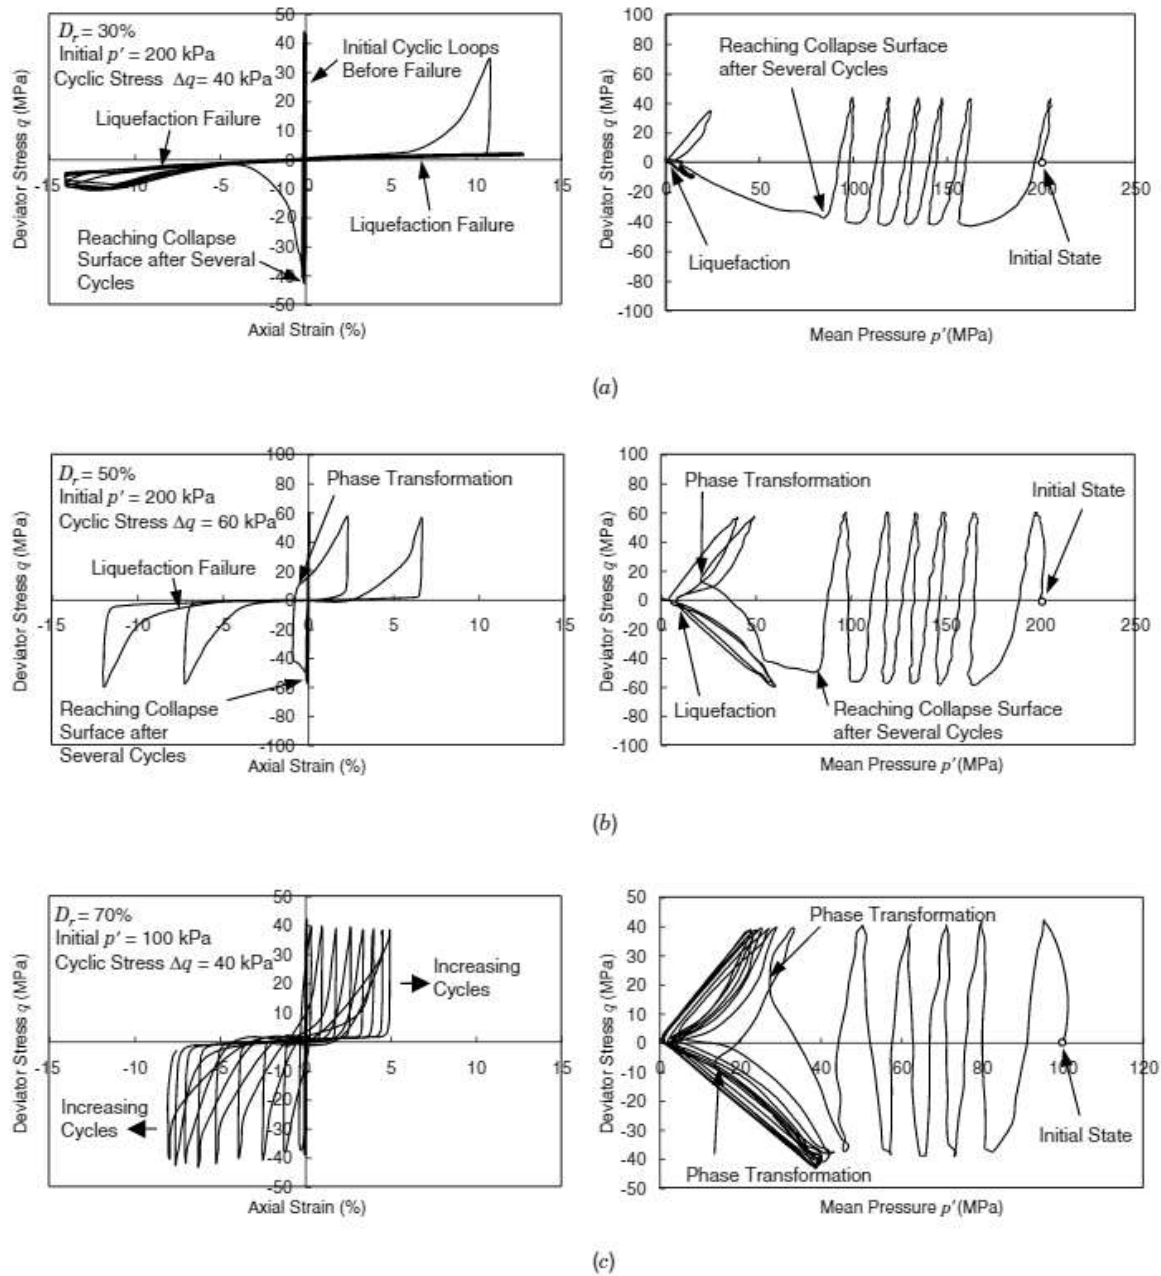 D_r = 30%
Initial p′ = 200 kPa
Cyclic Stress Δq = 40 kPa
Liquefaction Failure
Initial Cyclic Loops
Before Failure
Liquefaction Failure
Reaching Collapse
Surface after Several
Cycles
50
40
30
20
10
0
-10
-20
-30
-40
-50
-15
-10
-5
0
5
10
15
Deviator Stress q (MPa)
Axial Strain (%)
100
80
60
40
20
0
-20
-40
-60
-80
-100
0
50
100
150
200
250
Reaching Collapse Surface
after Several Cycles
Liquefaction
Initial State
Deviator Stress q (MPa)
Mean Pressure p′(MPa)
(a)
D_r = 50%
Initial p′ = 200 kPa
Cyclic Stress Δq = 60 kPa
Phase Transformation
Liquefaction Failure
Reaching Collapse
Surface after
Several Cycles
100
80
60
40
20
0
-20
-40
-60
-80
-100
-15
-10
-5
0
5
10
15
Deviator Stress q (MPa)
Axial Strain (%)
100
80
60
40
20
0
-20
-40
-60
-80
-100
0
50
100
150
200
250
Phase Transformation
Initial State
Liquefaction
Reaching Collapse Surface
after Several Cycles
Deviator Stress q (MPa)
Mean Pressure p′(MPa)
(b)
D_r = 70%
Initial p′ = 100 kPa
Cyclic Stress Δq = 40 kPa
Increasing
Cycles
Increasing
Cycles
50
40
30
20
10
0
-10
-20
-30
-40
-50
-15
-10
-5
0
5
10
15
Deviator Stress q (MPa)
Axial Strain (%)
50
40
30
20
10
0
-10
-20
-30
-40
-50
0
20
40
60
80
100
120
Phase Transformation
Initial State
Phase Transformation
Deviator Stress q (MPa)
Mean Pressure p′(MPa)
(c)